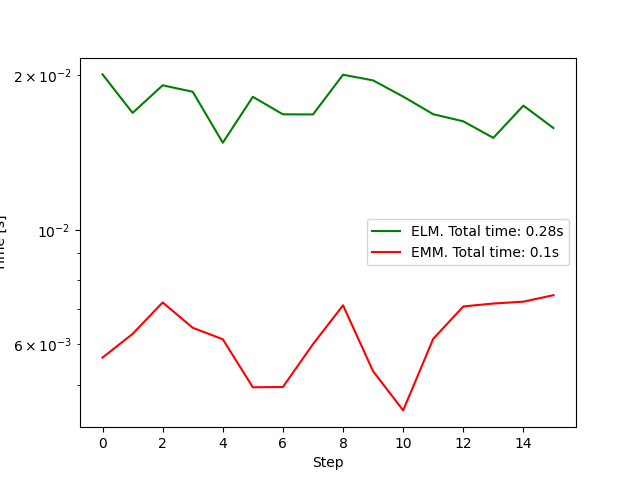 2 × 10⁻²
10⁻²
6 × 10⁻³
[s]
ELM. Total time: 0.28s
EMM. Total time: 0.1s
0 2 4 6 8 10 12 14
Step